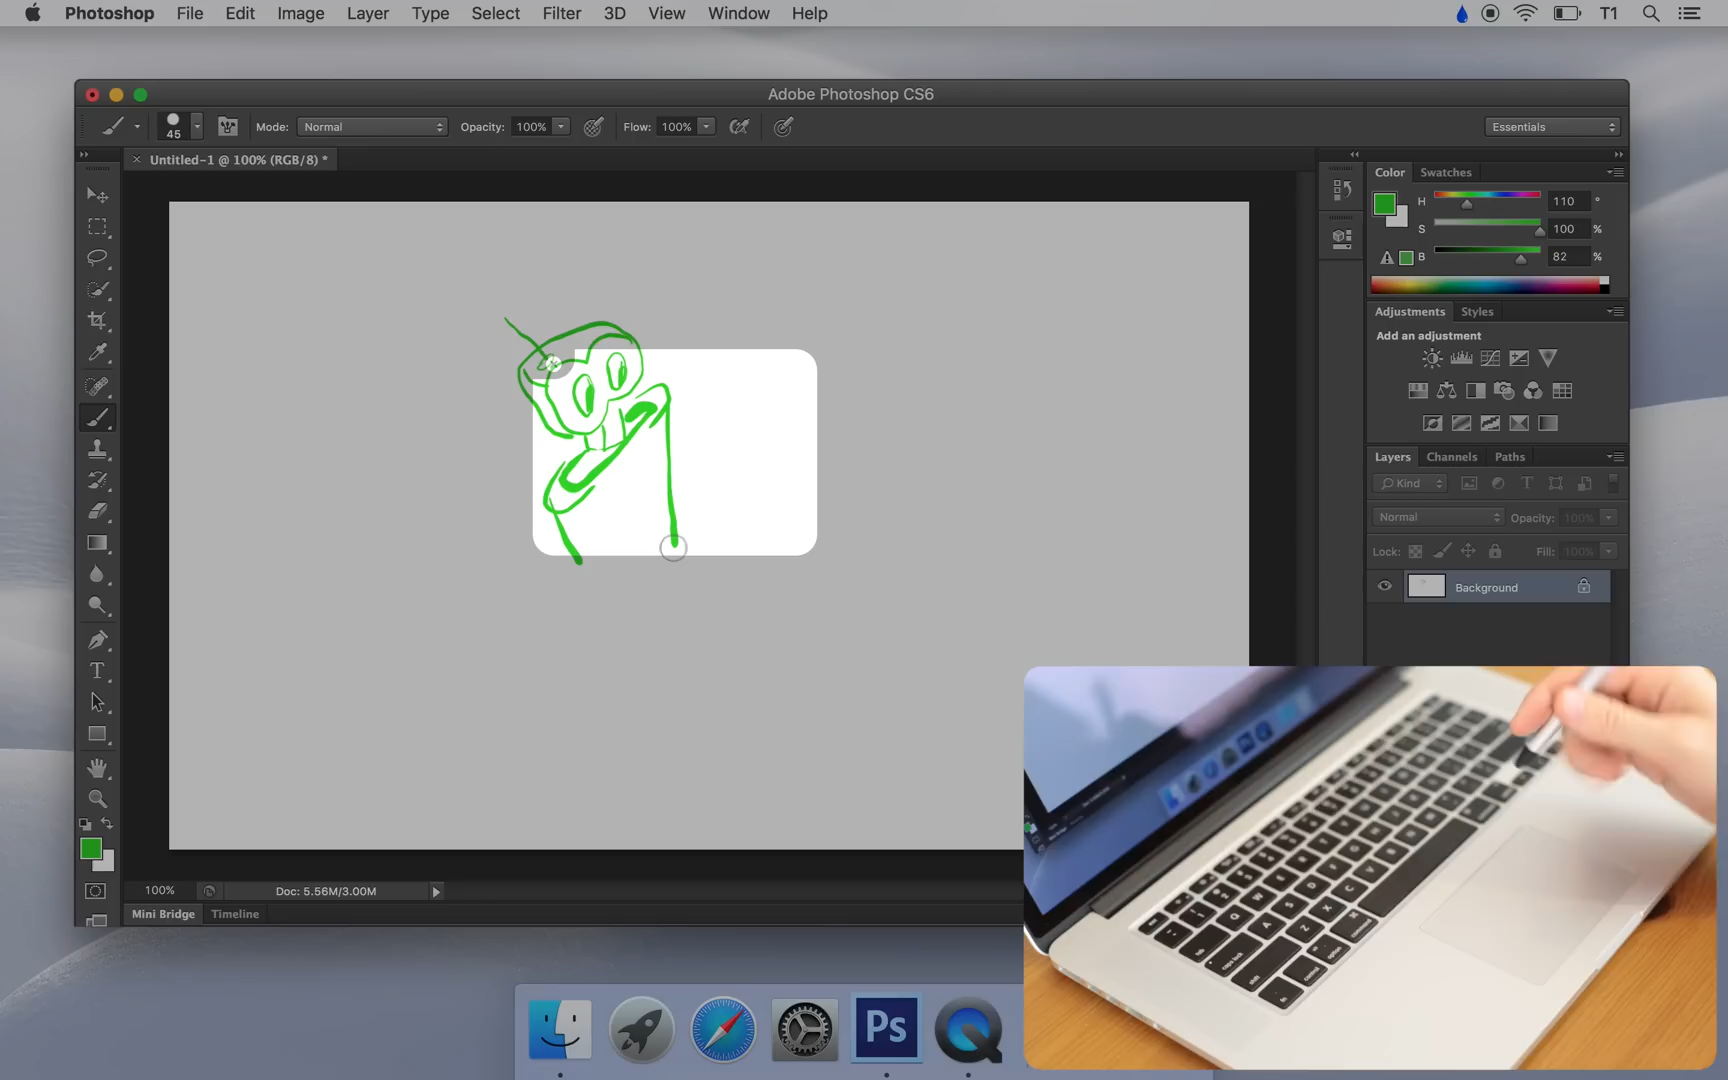 Photoshop File Edit Image Layer Type Select Filter 3D View Window Help T1
Adobe Photoshop CS6
45 Mode: Normal Opacity: 100% Flow: 100% Essentials
Untitled-1 @ 100% (RGB/8) *
Color Swatches
H 110 °
S 100 %
B 82 %
Adjustments Styles
Add an adjustment
Layers Channels Paths
Kind
Normal Opacity: 100%
Lock: Fill: 100%
Background
100% Doc: 5.56M/3.00M
Mini Bridge Timeline
Ps